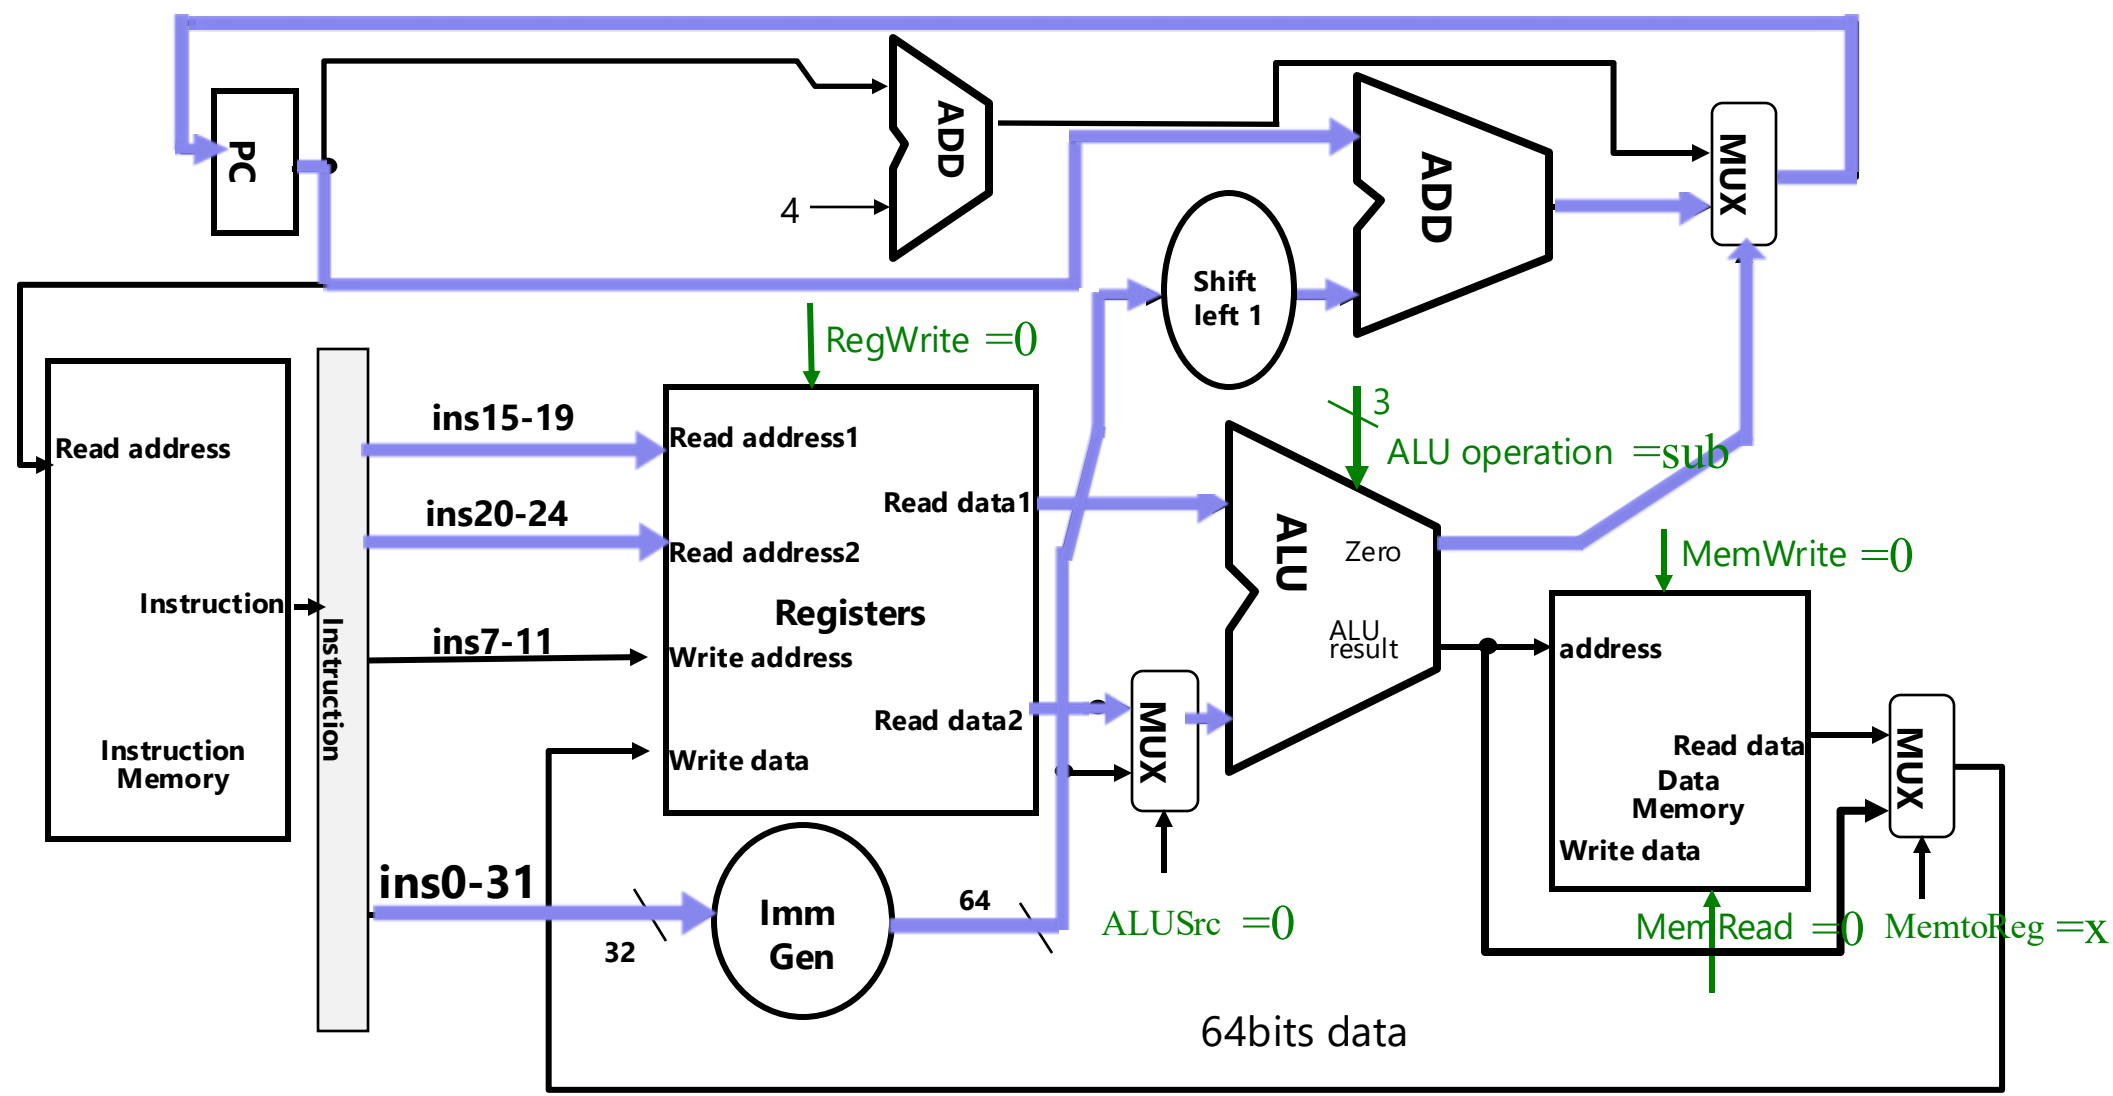 PC
ADD
4
ADD
MUX
Shift
left 1
RegWrite =0
3
ALU operation =sub
ins15-19
Read address1
Read address
ins20-24
Read data1
ALU
Zero
Read address2
MemWrite =0
Instruction
Instruction
Registers
ALU
result
ins7-11
Write address
address
Read data2
MUX
Write data
Read data
MUX
Data
Memory
Instruction
Memory
Write data
ins0-31
32
Imm
Gen
64
ALUSrc =0
MemRead =0
MemtoReg =x
64bits data